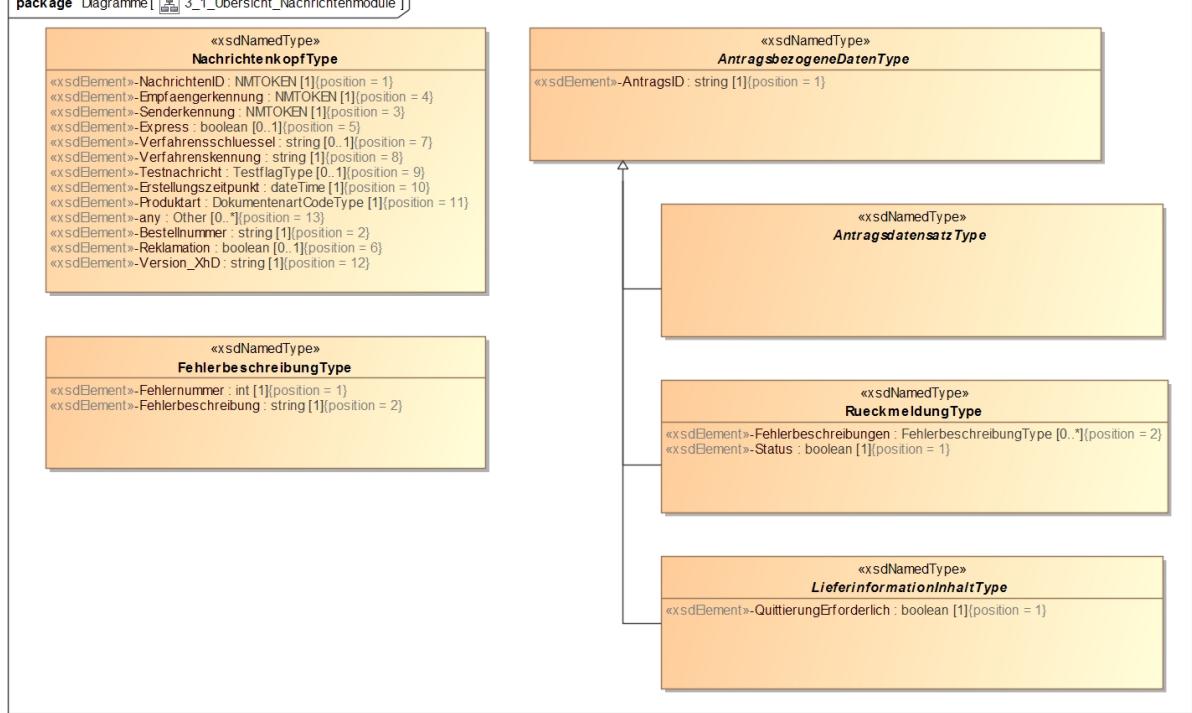 package Diagramme [ 3_1_Übersicht_Nachrichtenmodule ]
«xsdNamedType»
NachrichtenkopfType
«xsdElement»-NachrichtenID : NMTOKEN [1]{position = 1}
«xsdElement»-Empfaengerkennung : NMTOKEN [1]{position = 4}
«xsdElement»-Senderkennung : NMTOKEN [1]{position = 3}
«xsdElement»-Express : boolean [0..1]{position = 5}
«xsdElement»-Verfahrensschluessel : string [0..1]{position = 7}
«xsdElement»-Verfahrenskennung : string [1]{position = 8}
«xsdElement»-Testnachricht : TestflagType [0..1]{position = 9}
«xsdElement»-Erstellungszeitpunkt : dateTime [1]{position = 10}
«xsdElement»-Produktart : DokumentenartCodeType [1]{position = 11}
«xsdElement»-any : Other [0..*]{position = 13}
«xsdElement»-Bestellnummer : string [1]{position = 2}
«xsdElement»-Reklamation : boolean [0..1]{position = 6}
«xsdElement»-Version_XhD : string [1]{position = 12}
«xsdNamedType»
FehlerbeschreibungType
«xsdElement»-Fehlernummer : int [1]{position = 1}
«xsdElement»-Fehlerbeschreibung : string [1]{position = 2}
«xsdNamedType»
AntragsbezogeneDatenType
«xsdElement»-AntragsID : string [1]{position = 1}
«xsdNamedType»
AntragsdatensatzType
«xsdNamedType»
RueckmeldungType
«xsdElement»-Fehlerbeschreibungen : FehlerbeschreibungType [0..*]{position = 2}
«xsdElement»-Status : boolean [1]{position = 1}
«xsdNamedType»
LieferinformationInhaltType
«xsdElement»-QuittierungErforderlich : boolean [1]{position = 1}